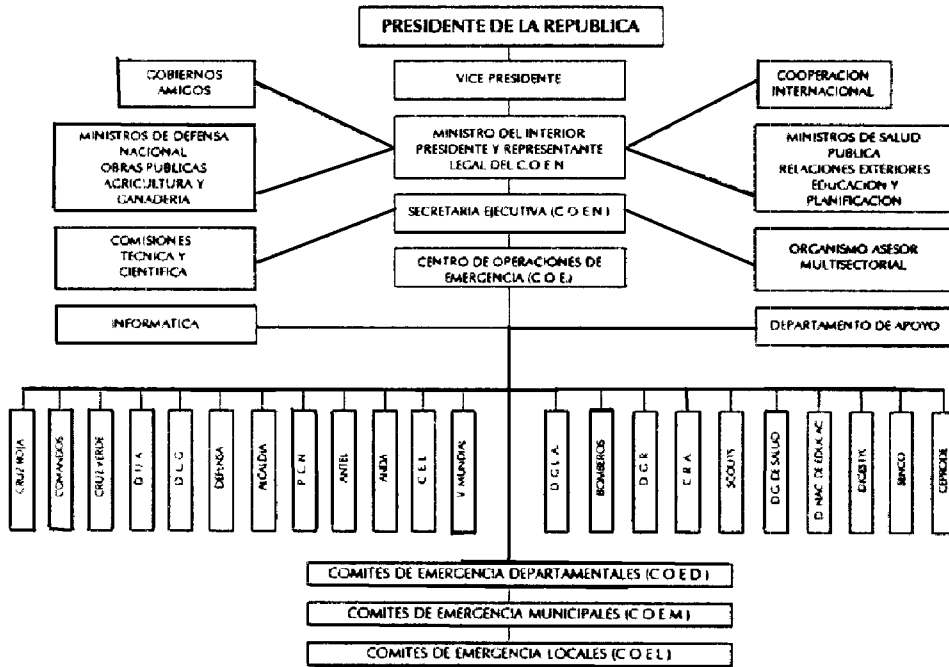 PRESIDENTE DE LA REPUBLICA
GOBIERNOS
AMIGOS
VICE PRESIDENTE
COOPERACION
INTERNACIONAL
MINISTROS DE DEFENSA
NACIONAL
OBRAS PUBLICAS
AGRICULTURA Y
GANADERIA
MINISTRO DEL INTERIOR
PRESIDENTE Y REPRESENTANTE
LEGAL DEL C.O.E.N
MINISTROS DE SALUD
PUBLICA
RELACIONES EXTERIORES
EDUCACION Y
PLANIFICACION
SECRETARIA EJECUTIVA (C O E N)
COMISIONES
TECNICA Y
CIENTIFICA
CENTRO DE OPERACIONES DE
EMERGENCIA (C O E.)
ORGANISMO ASESOR
MULTISECTORIAL
INFORMATICA
DEPARTAMENTO DE APOYO
CRUZ ROJA
COMANDOS
CRUZ VERDE
D.U.A.
D.L.G
DEFENSA
ALCALDIA
P.C.N
ANTEL
ANDA
C.E.L
V. MUNDIAL
BOMBEROS
D G R
C R A
SCOUTS
D.G. DE SALUD
D. NAC DE EDUCAC
DIGESTYC
CEPRODE
COMITES DE EMERGENCIA DEPARTAMENTALES (C O E D)
COMITES DE EMERGENCIA MUNICIPALES (C O E M)
COMITES DE EMERGENCIA LOCALES (C O E L)